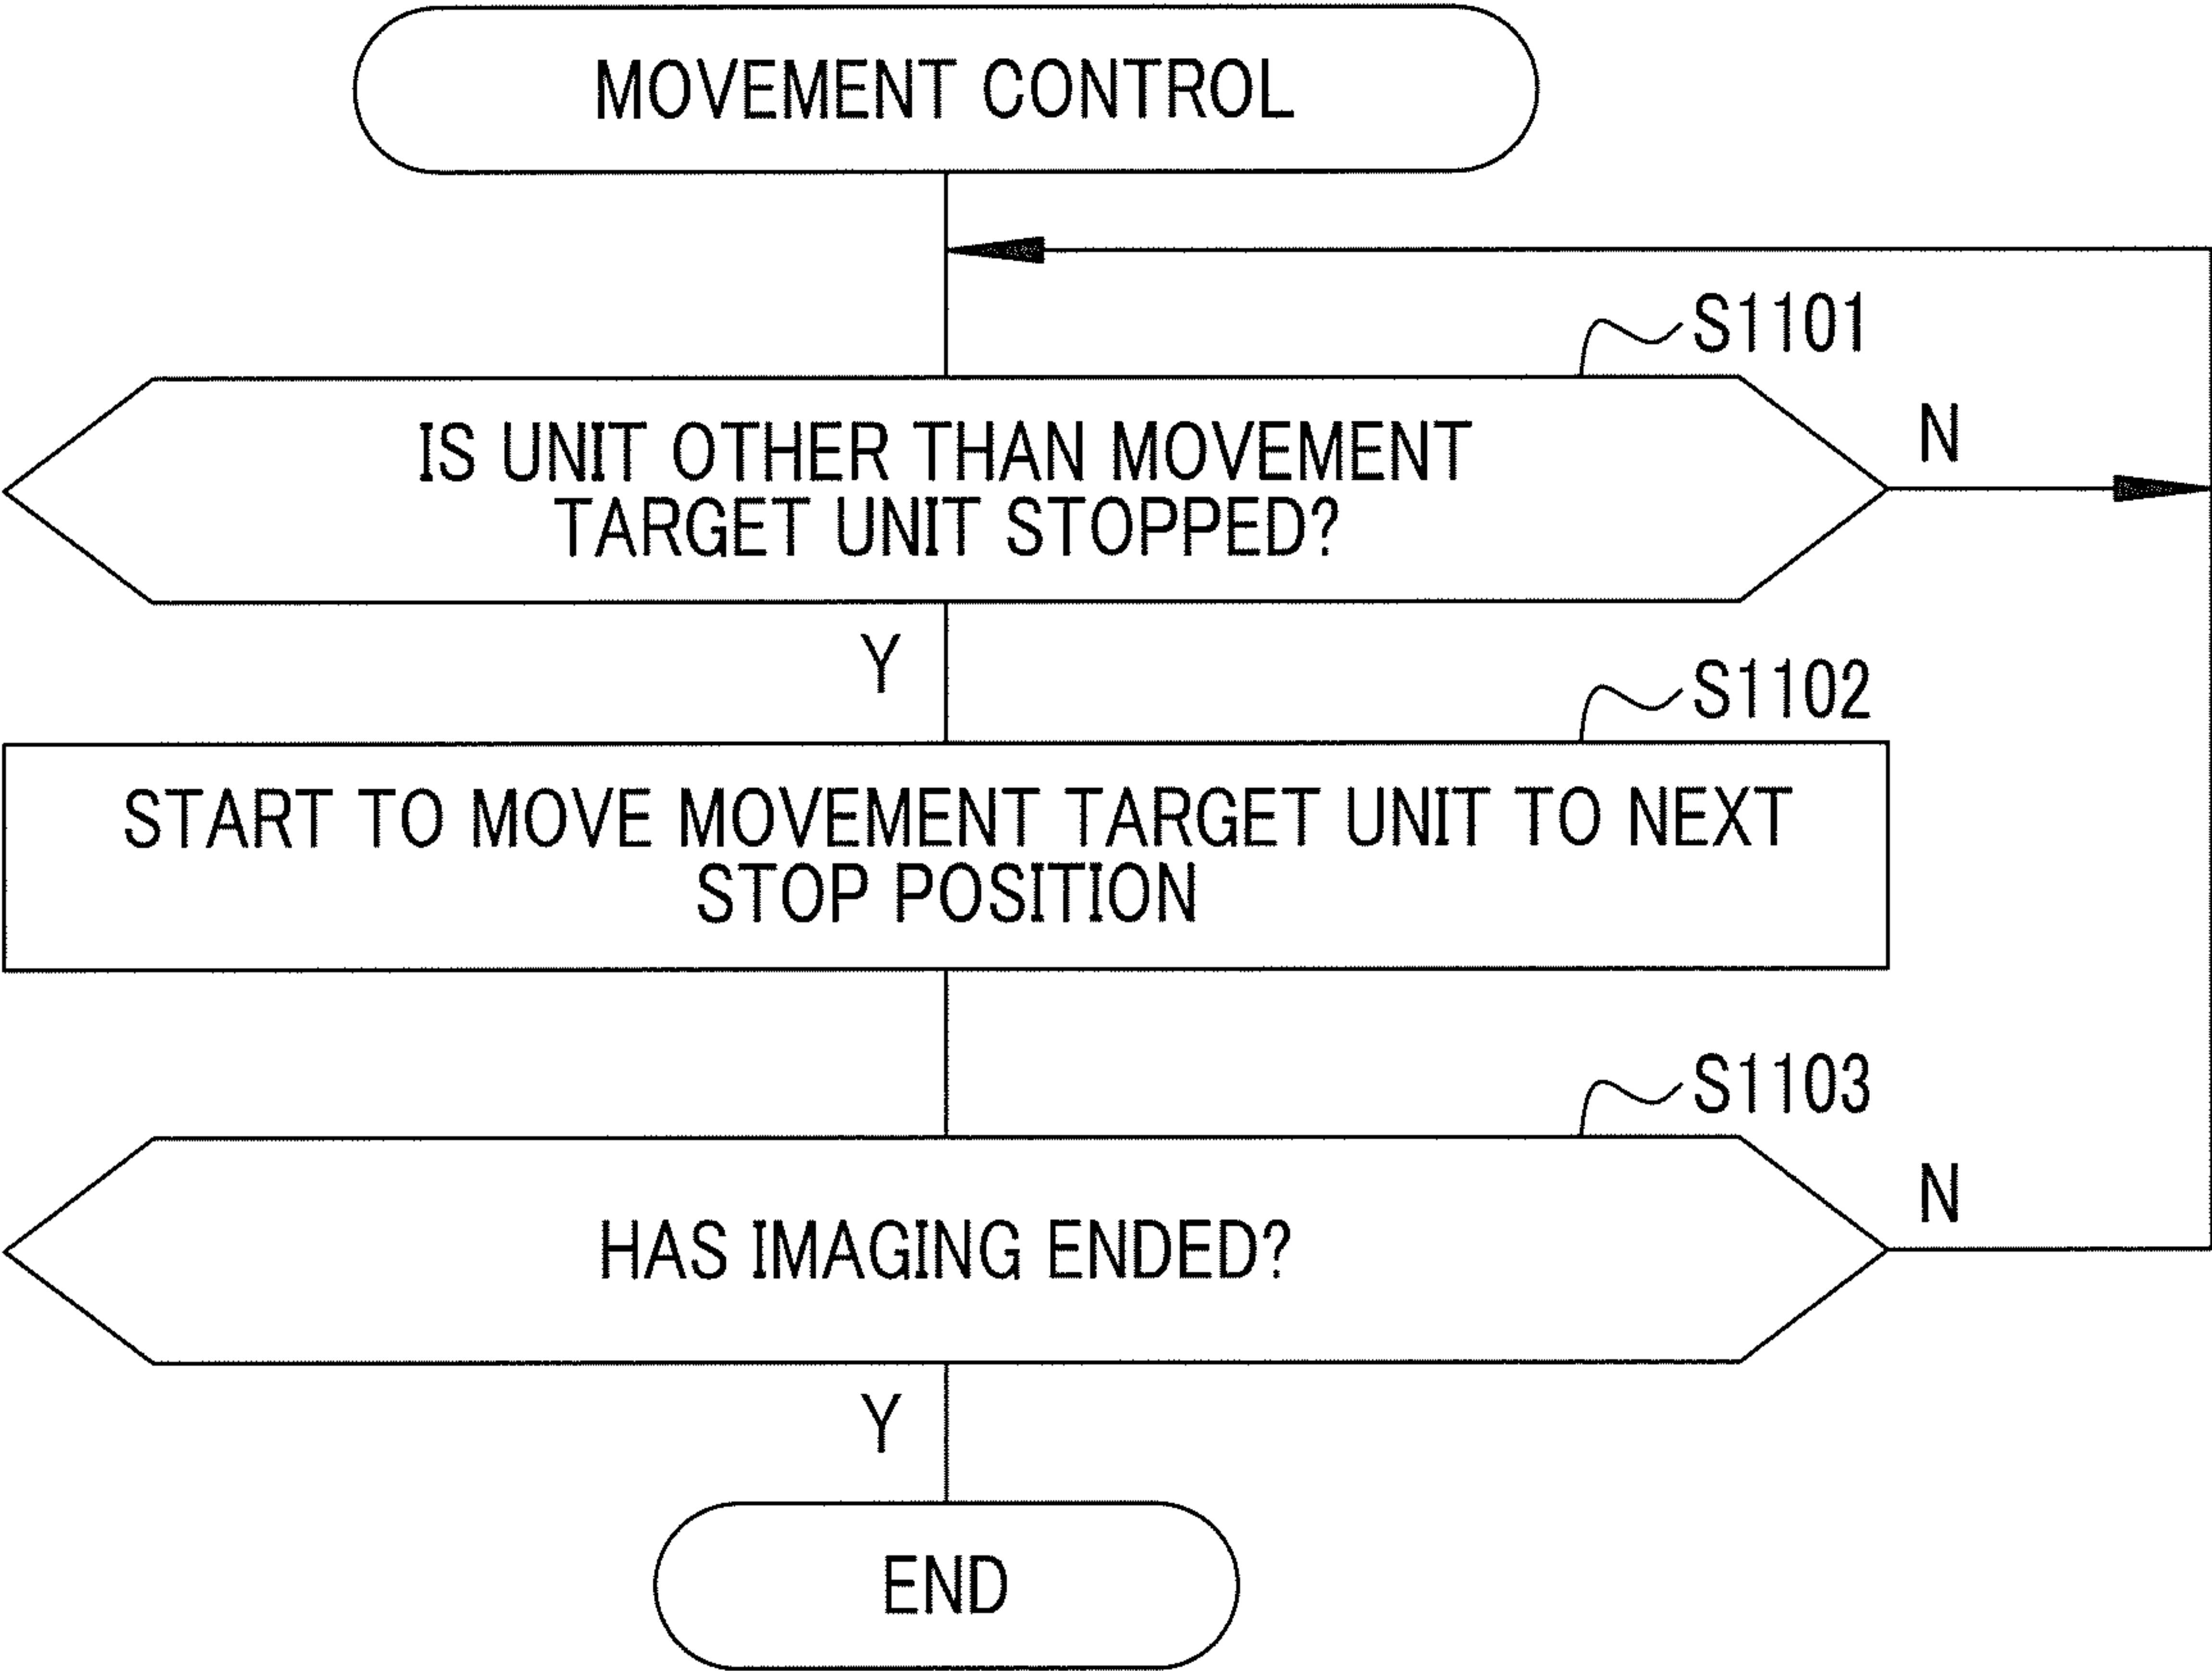 MOVEMENT CONTROL
S1101
IS UNIT OTHER THAN MOVEMENT
TARGET UNIT STOPPED?
N
Y
S1102
START TO MOVE MOVEMENT TARGET UNIT TO NEXT
STOP POSITION
S1103
HAS IMAGING ENDED?
N
Y
END